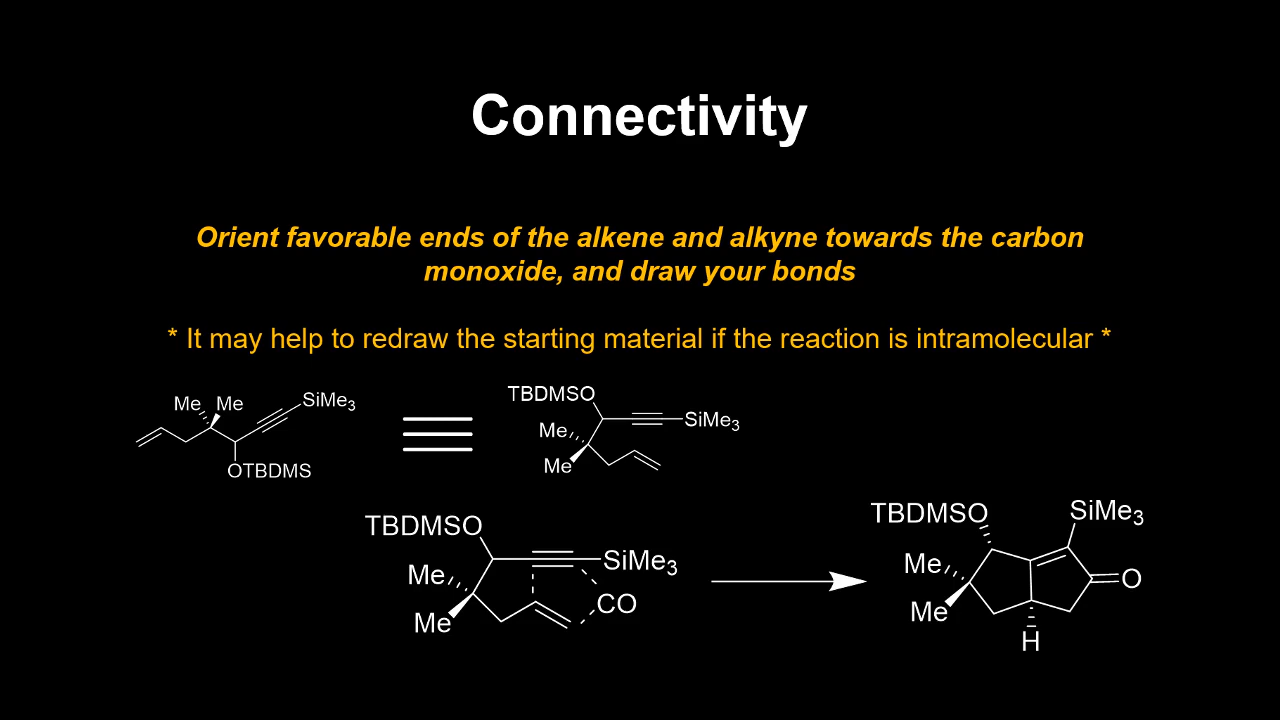 Connectivity
Orient favorable ends of the alkene and alkyne towards the carbon
monoxide, and draw your bonds
* It may help to redraw the starting material if the reaction is intramolecular *
Me Me SiMe3
OTBDMS
TBDMSO
Me SiMe3
Me
TBDMSO
Me SiMe3
Me CO
TBDMSO SiMe3
Me O
Me
H